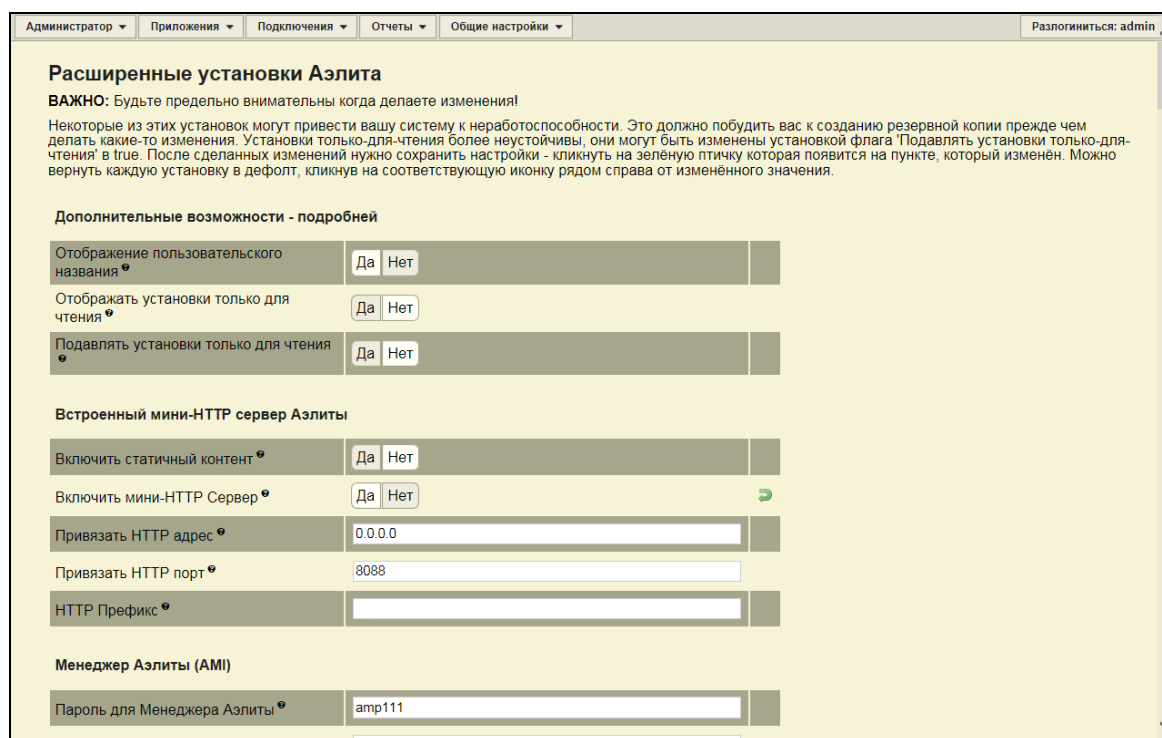 Администратор Приложения Подключения Отчеты Общие настройки Разлогиниться: admin
Расширенные установки Аэлита
ВАЖНО: Будьте предельно внимательны когда делаете изменения!
Некоторые из этих установок могут привести вашу систему к неработоспособности. Это должно побудить вас к созданию резервной копии прежде чем
делать какие-то изменения. Установки только-для-чтения более неустойчивы, они могут быть изменены установкой флага 'Подавлять установки только-для-
чтения' в true. После сделанных изменений нужно сохранить настройки - кликнуть на зелёную птичку которая появится на пункте, который изменён. Можно
вернуть каждую установку в дефолт, кликнув на соответствующую иконку рядом справа от изменённого значения.
Дополнительные возможности - подробней
Отображение пользовательского
названия
Да Нет
Отображать установки только для
чтения
Да Нет
Подавлять установки только для чтения
Да Нет
Встроенный мини-HTTP сервер Аэлиты
Включить статичный контент Да Нет
Включить мини-HTTP Сервер Да Нет
Привязать HTTP адрес 0.0.0.0
Привязать HTTP порт 8088
HTTP Префикс
Менеджер Аэлиты (AMI)
Пароль для Менеджера Аэлиты amp111